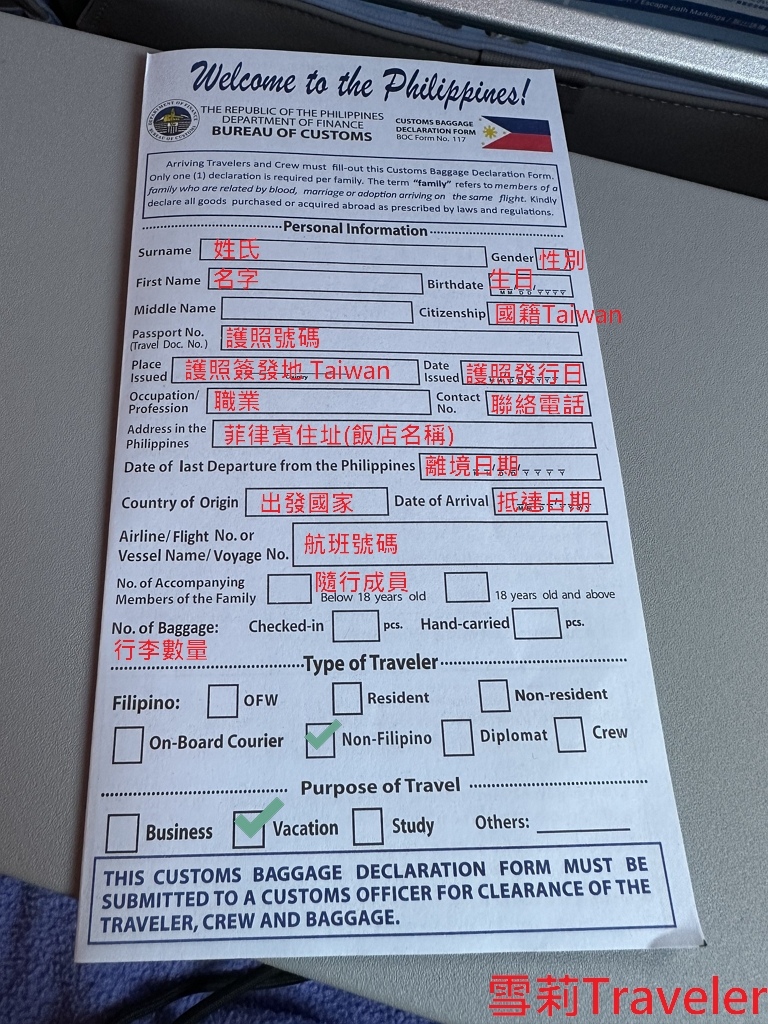 / Escape path Markings /
Welcome to the Philippines!
DEPARTMENT OF FINANCE
BUREAU OF CUSTOMS
THE REPUBLIC OF THE PHILIPPINES
DEPARTMENT OF FINANCE
BUREAU OF CUSTOMS
CUSTOMS BAGGAGE
DECLARATION FORM
BOC Form No. 117
Arriving Travelers and Crew must fill-out this Customs Baggage Declaration Form.
Only one (1) declaration is required per family. The term "family" refers to members of a
family who are related by blood, marriage or adoption arriving on the same flight. Kindly
declare all goods purchased or acquired abroad as prescribed by laws and regulations.
Personal Information
Surname 姓氏 Gender 性別
First Name 名字 Birthdate 生日 MM/DD/YYYY
Middle Name Citizenship 國籍Taiwan
Passport No.
(Travel Doc. No.) 護照號碼
Place
Issued 護照簽發地 Taiwan Date
Issued 護照發行日
Occupation/
Profession 職業 Contact
No. 聯絡電話
Address in the
Philippines 菲律賓住址(飯店名稱)
Date of last Departure from the Philippines 離境日期
Country of Origin 出發國家 Date of Arrival 抵達日期
Airline/Flight No. or
Vessel Name/Voyage No. 航班號碼
No. of Accompanying
Members of the Family 隨行成員 Below 18 years old 18 years old and above
No. of Baggage: Checked-in pcs. Hand-carried pcs.
行李數量
Type of Traveler
Filipino: OFW Resident Non-resident
On-Board Courier Non-Filipino Diplomat Crew
Purpose of Travel
Business Vacation Study Others:
THIS CUSTOMS BAGGAGE DECLARATION FORM MUST BE
SUBMITTED TO A CUSTOMS OFFICER FOR CLEARANCE OF THE
TRAVELER, CREW AND BAGGAGE.
雪莉Traveler